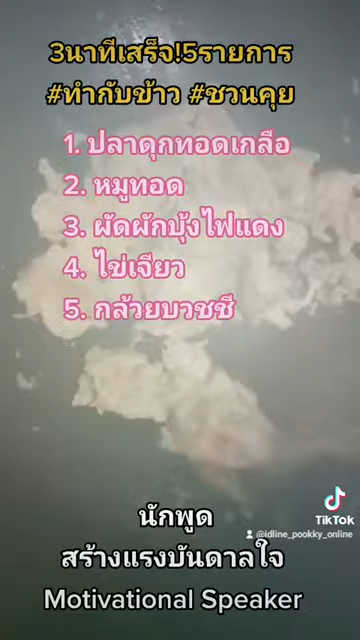 3นาทีเสร็จ!5รายการ
#ทำกับข้าว #ชวนคุย
1. ปลาดุกทอดเกลือ
2. หมูทอด
3. ผัดผักบุ้งไฟแดง
4. ไข่เจียว
5. กล้วยบวชชี
TikTok
@idline_pookky_online
นักพูด
สร้างแรงบันดาลใจ
Motivational Speaker